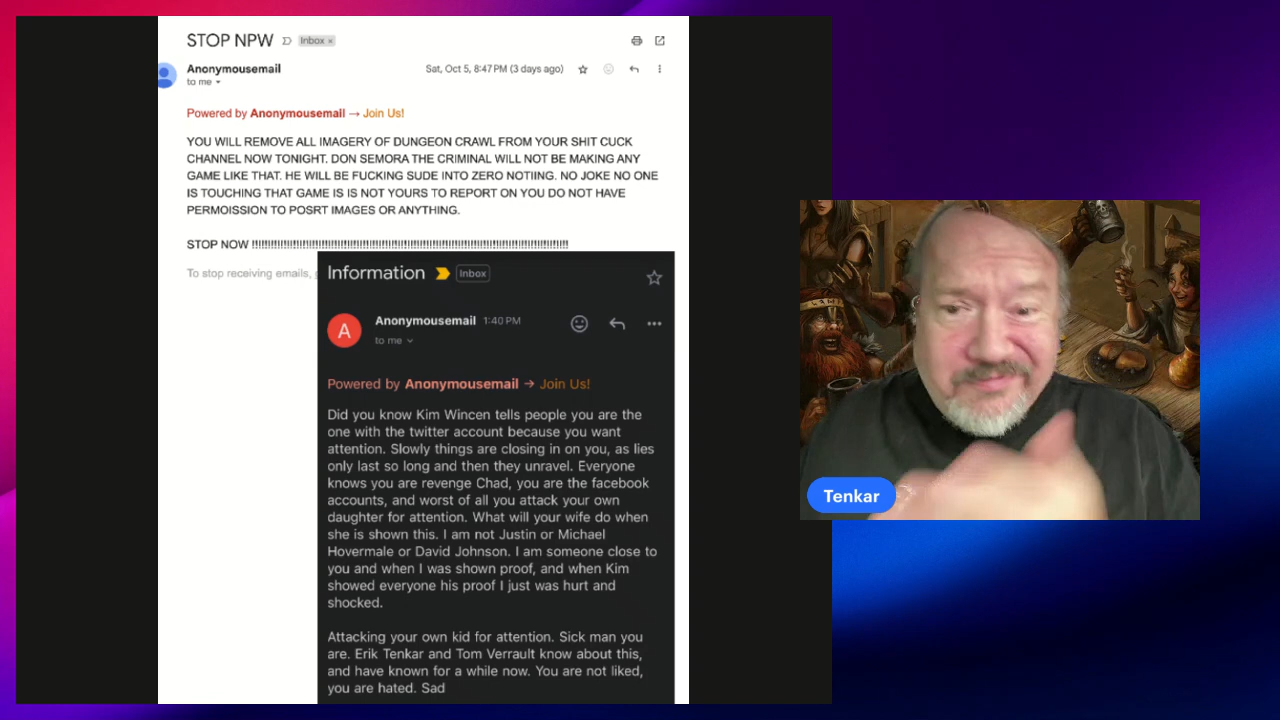 STOP NPW Inbox ×
Anonymousemail Sat, Oct 5, 8:47 PM (3 days ago)
to me
Powered by Anonymousemail → Join Us!
YOU WILL REMOVE ALL IMAGERY OF DUNGEON CRAWL FROM YOUR SHIT CUCK
CHANNEL NOW TONIGHT. DON SEMORA THE CRIMINAL WILL NOT BE MAKING ANY
GAME LIKE THAT. HE WILL BE FUCKING SUDE INTO ZERO NOTIING. NO JOKE NO ONE
IS TOUCHING THAT GAME IS IS NOT YOURS TO REPORT ON YOU DO NOT HAVE
PERMOISSION TO POSRT IMAGES OR ANYTHING.
STOP NOW !!!!!!!!!!!!!!!!!!!!!!!!!!!!!!!!!!!!!!!!!!!!!!!!!!!!!!!!!!!!!!!!!!!!!!!!!!!!!!!!!!!!!!!!!!!!!!!!!!!!
To stop receiving emails,
Information Inbox
A
Anonymousemail 1:40 PM
to me
Powered by Anonymousemail → Join Us!
Did you know Kim Wincen tells people you are the
one with the twitter account because you want
attention. Slowly things are closing in on you, as lies
only last so long and then they unravel. Everyone
knows you are revenge Chad, you are the facebook
accounts, and worst of all you attack your own
daughter for attention. What will your wife do when
she is shown this. I am not Justin or Michael
Hovermale or David Johnson. I am someone close to
you and when I was shown proof, and when Kim
showed everyone his proof I just was hurt and
shocked.
Attacking your own kid for attention. Sick man you
are. Erik Tenkar and Tom Verrault know about this,
and have known for a while now. You are not liked,
you are hated. Sad
Tenkar